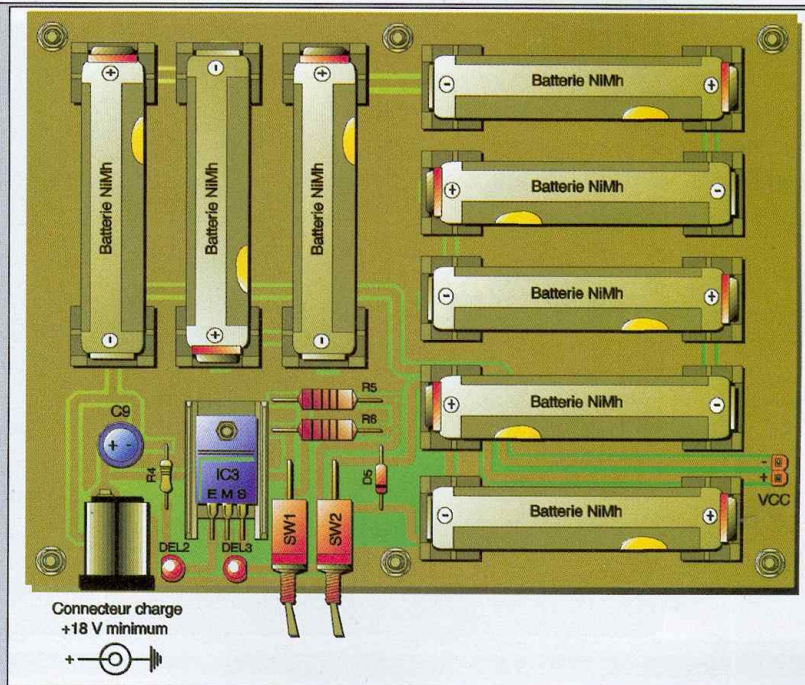 Batterie NiMh
Batterie NiMh
Batterie NiMh
Batterie NiMh
Batterie NiMh
Batterie NiMh
Batterie NiMh
Batterie NiMh
+
-
+
-
+
-
-
+
+
-
-
+
+
-
-
+
R5
R6
C9
+ -
R4
IC3
E M S
D5
SW1
SW2
DEL2
DEL3
-
+
VCC
Connecteur charge
+18 V minimum
+